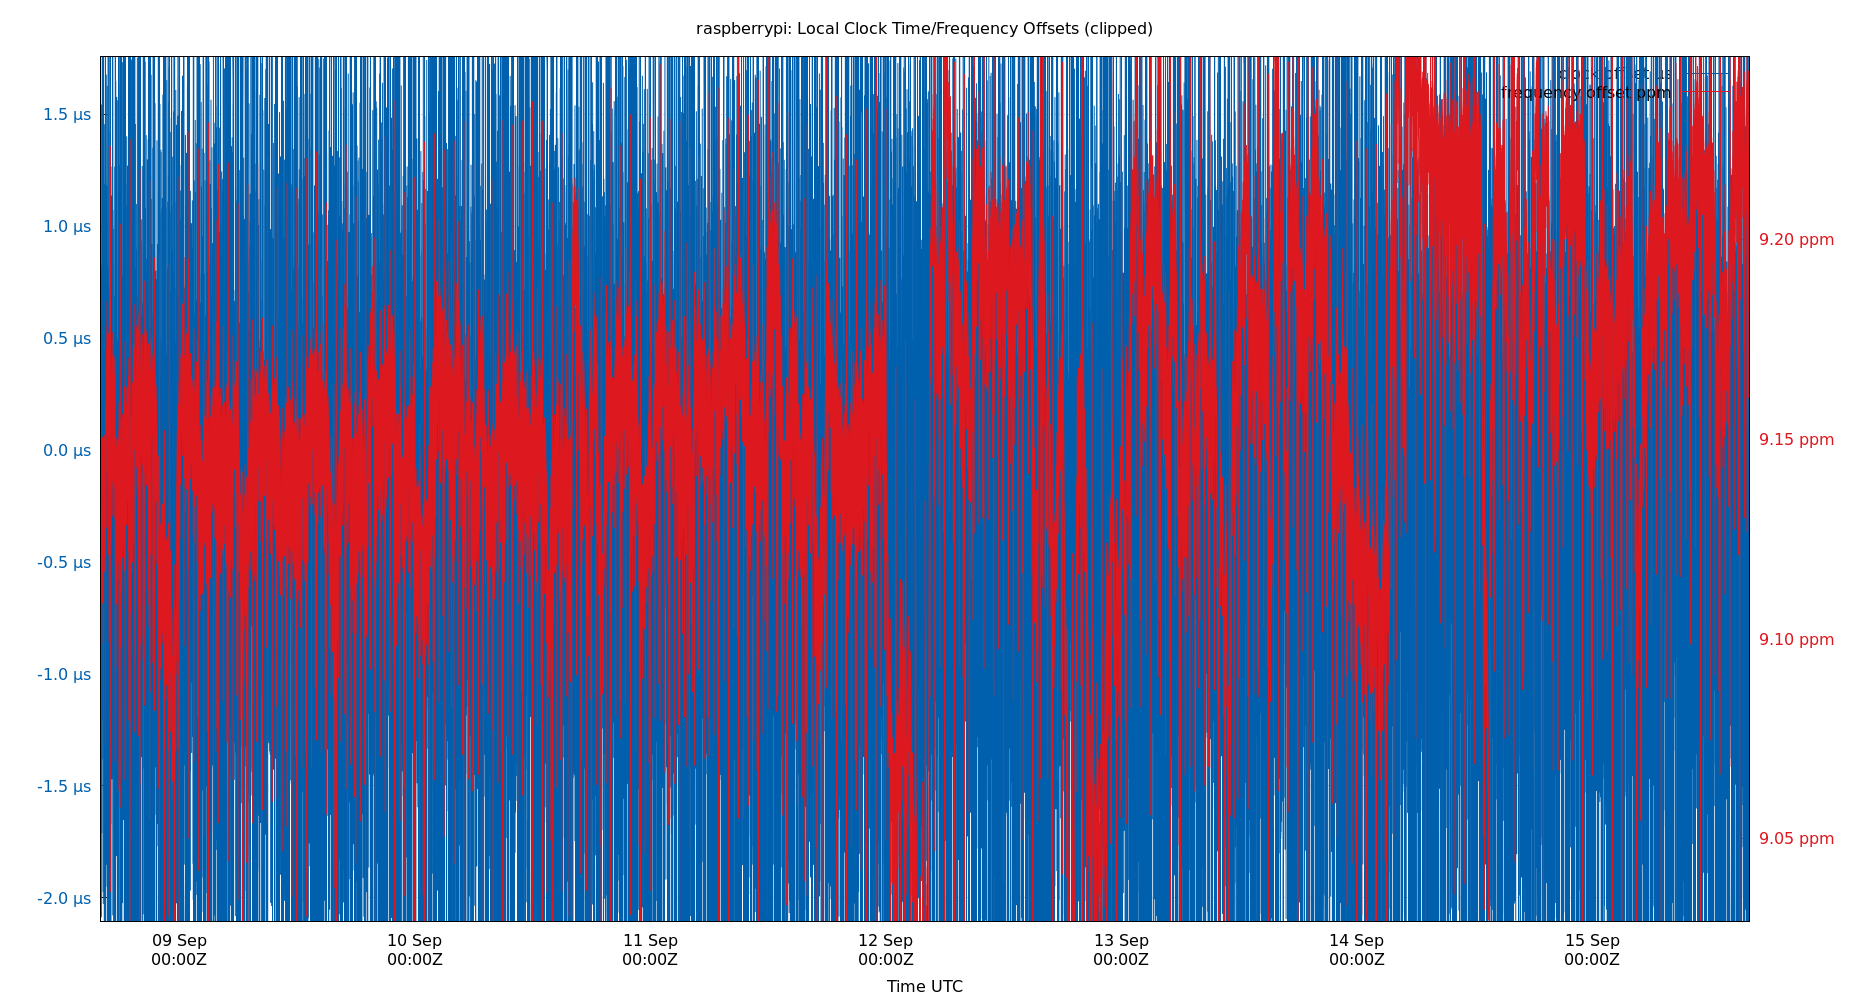 raspberrypi: Local Clock Time/Frequency Offsets (clipped)
clock offset µs
frequency offset ppm
1.5 µs
1.0 µs
0.5 µs
0.0 µs
-0.5 µs
-1.0 µs
-1.5 µs
-2.0 µs
9.20 ppm
9.15 ppm
9.10 ppm
9.05 ppm
09 Sep
00:00Z
10 Sep
00:00Z
11 Sep
00:00Z
12 Sep
00:00Z
13 Sep
00:00Z
14 Sep
00:00Z
15 Sep
00:00Z
Time UTC